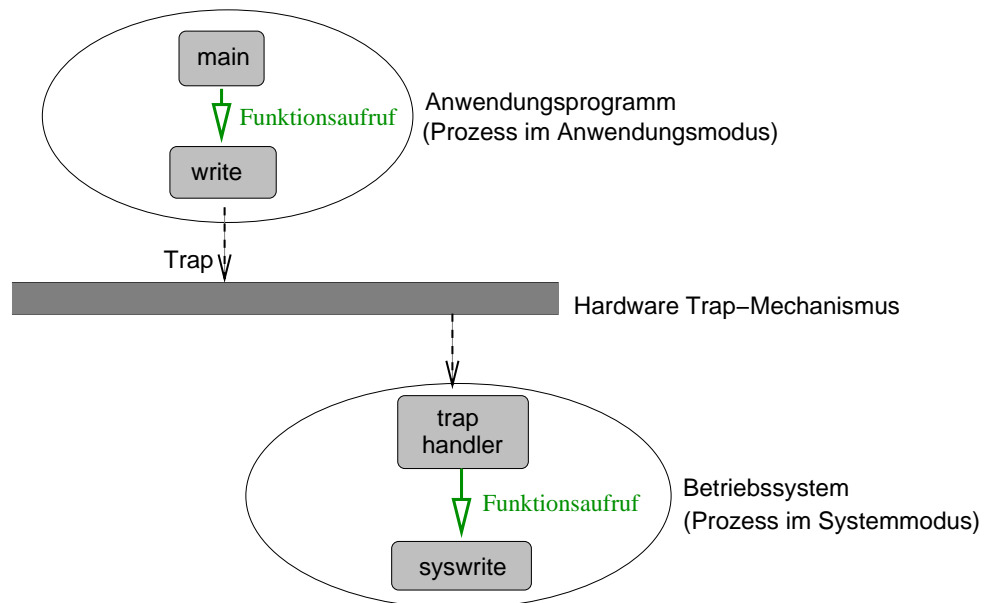 main
Funktionsaufruf
Anwendungsprogramm
(Prozess im Anwendungsmodus)
write
Trap
Hardware Trap−Mechanismus
trap
handler
Funktionsaufruf
Betriebssystem
(Prozess im Systemmodus)
syswrite